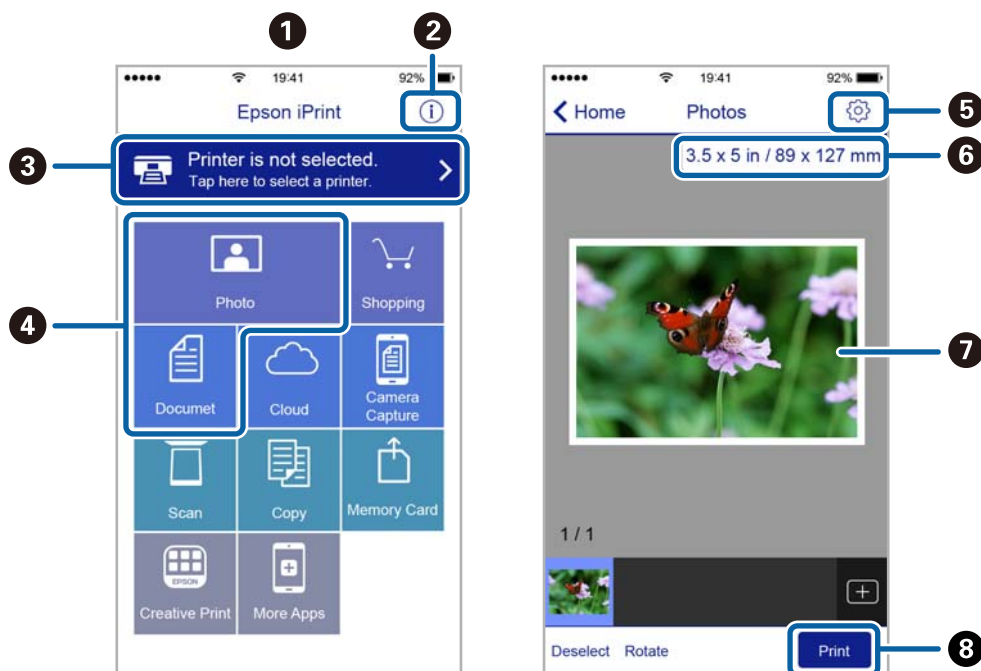 1
2
19:41
92%
Epson iPrint
i
3
Printer is not selected.
Tap here to select a printer.
4
Photo
Shopping
Documet
Cloud
Camera
Capture
Scan
Copy
Memory Card
EPSON
Creative Print
More Apps
19:41
92%
Home
Photos
5
3.5 x 5 in / 89 x 127 mm
6
7
1 / 1
Deselect
Rotate
Print
8